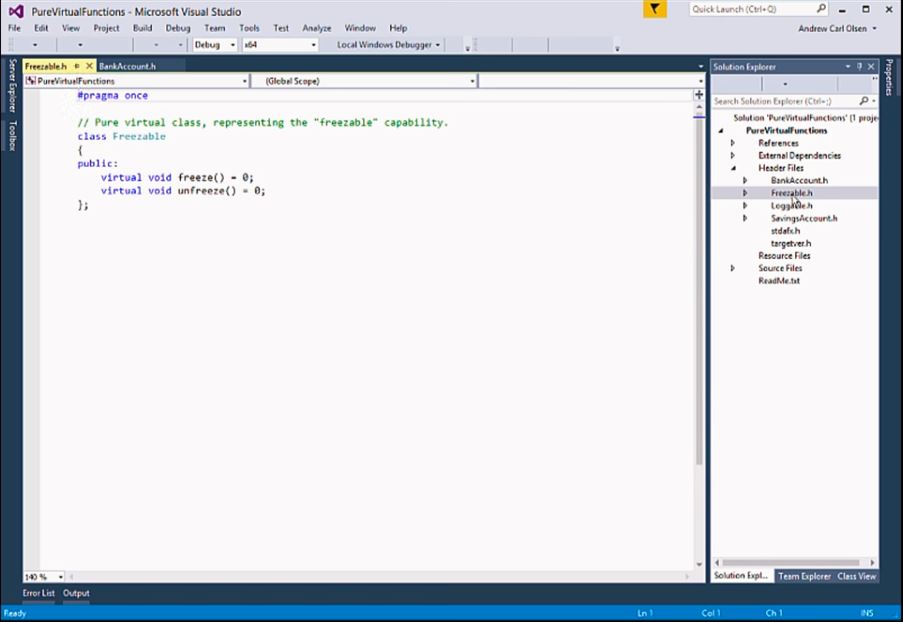 PureVirtualFunctions - Microsoft Visual Studio
Quick Launch (Ctrl+Q)
File Edit View Project Build Debug Team Tools Test Analyze Window Help
Andrew Carl Olsen
Debug x64 Local Windows Debugger
Server Explorer
Toolbox
Freezable.h BankAccount.h
PureVirtualFunctions (Global Scope)
#pragma once
// Pure virtual class, representing the "freezable" capability.
class Freezable
{
public:
virtual void freeze() = 0;
virtual void unfreeze() = 0;
};
140 %
Solution Explorer
Search Solution Explorer (Ctrl+;)
Solution 'PureVirtualFunctions' (1 proje
PureVirtualFunctions
References
External Dependencies
Header Files
BankAccount.h
Freezable.h
Loggable.h
SavingsAccount.h
stdafx.h
targetver.h
Resource Files
Source Files
ReadMe.txt
Solution Expl... Team Explorer Class View
Properties
Error List Output
Ready Ln 1 Col 1 Ch 1 INS